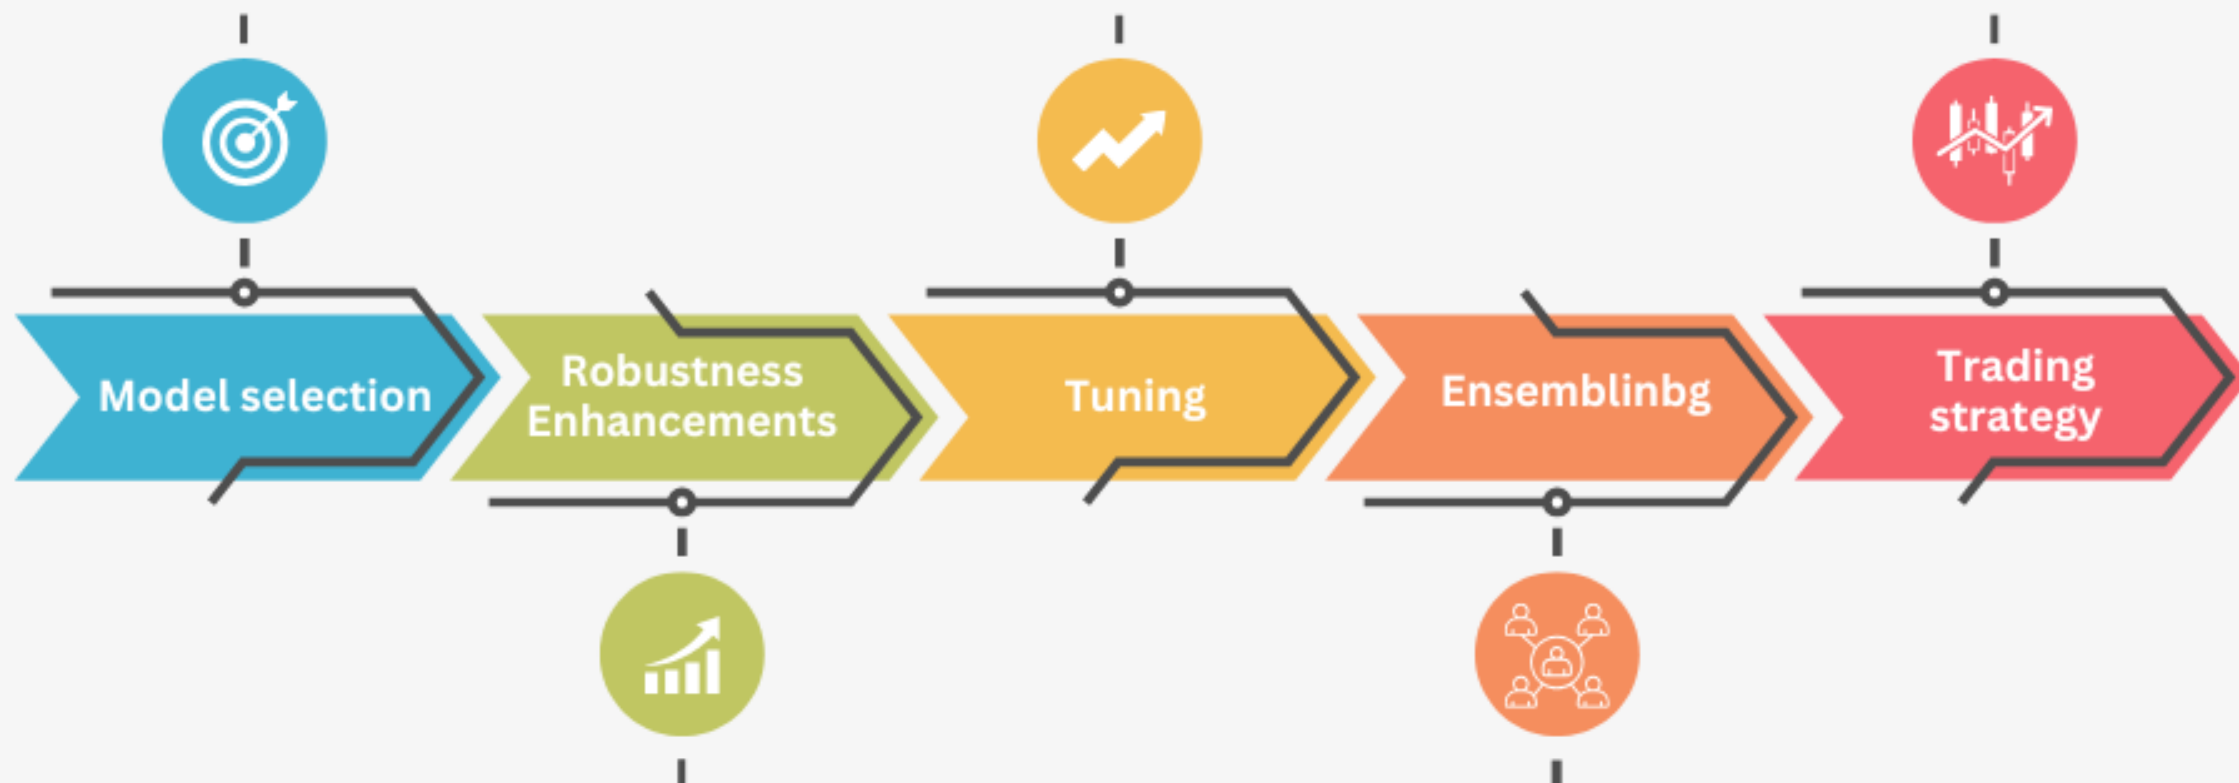 Model selection
Robustness
Enhancements
Tuning
Ensemblinbg
Trading
strategy